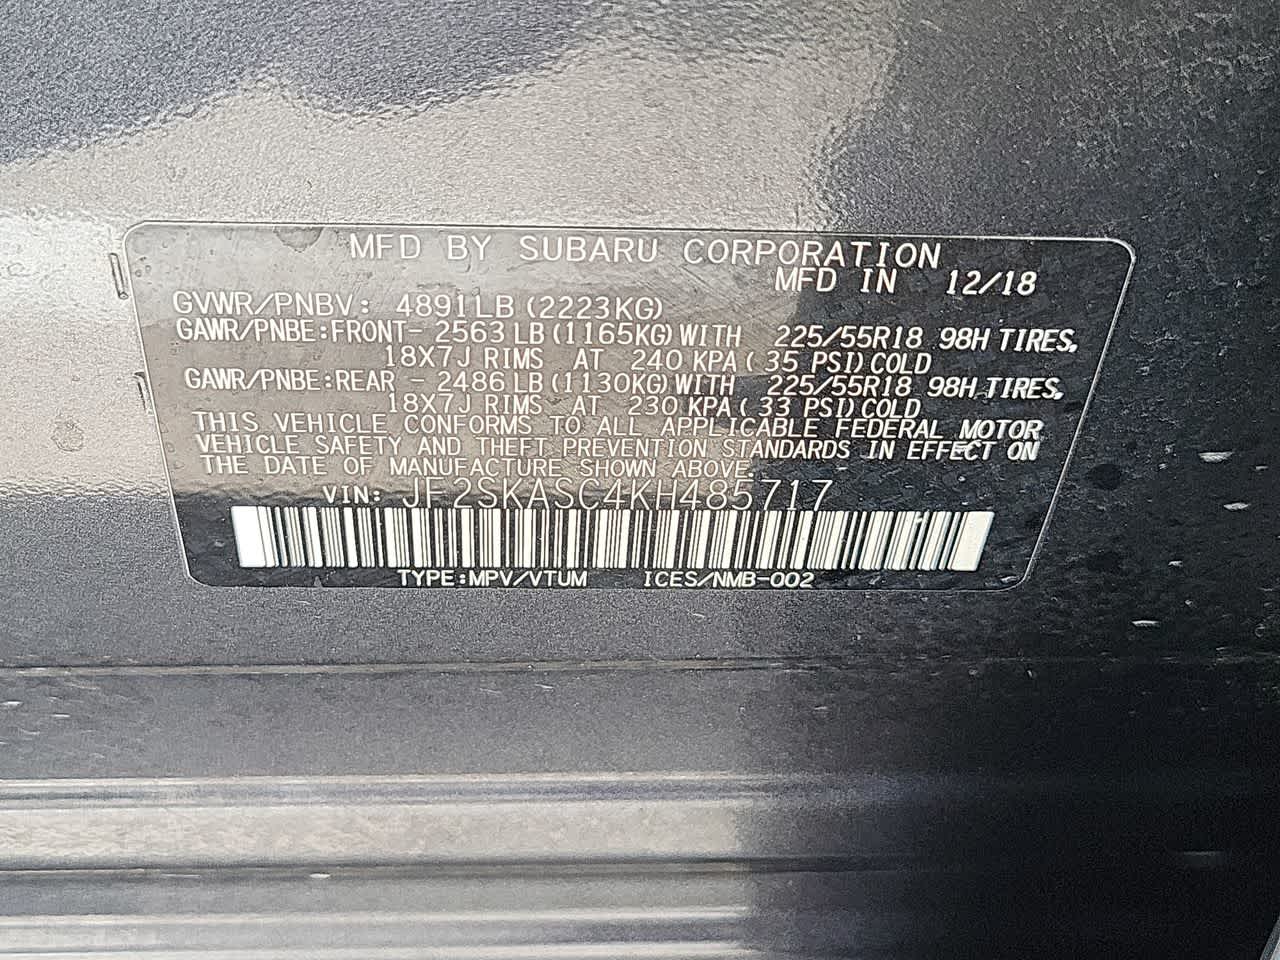 MFD BY SUBARU CORPORATION
MFD IN 12/18
GVWR/PNBV: 4891LB (2223KG)
GAWR/PNBE:FRONT- 2563LB (1165KG) WITH 225/55R18 98H TIRES,
18X7J RIMS AT 240 KPA( 35 PSI) COLD
GAWR/PNBE:REAR - 2486LB (1130KG) WITH 225/55R18 98H TIRES,
18X7J RIMS AT 230 KPA( 33 PSI) COLD
THIS VEHICLE CONFORMS TO ALL APPLICABLE FEDERAL MOTOR
VEHICLE SAFETY AND THEFT PREVENTION STANDARDS IN EFFECT ON
THE DATE OF MANUFACTURE SHOWN ABOVE.
VIN: JF2SKASC4KH485717
TYPE:MPV/VTUM ICES/NMB-002